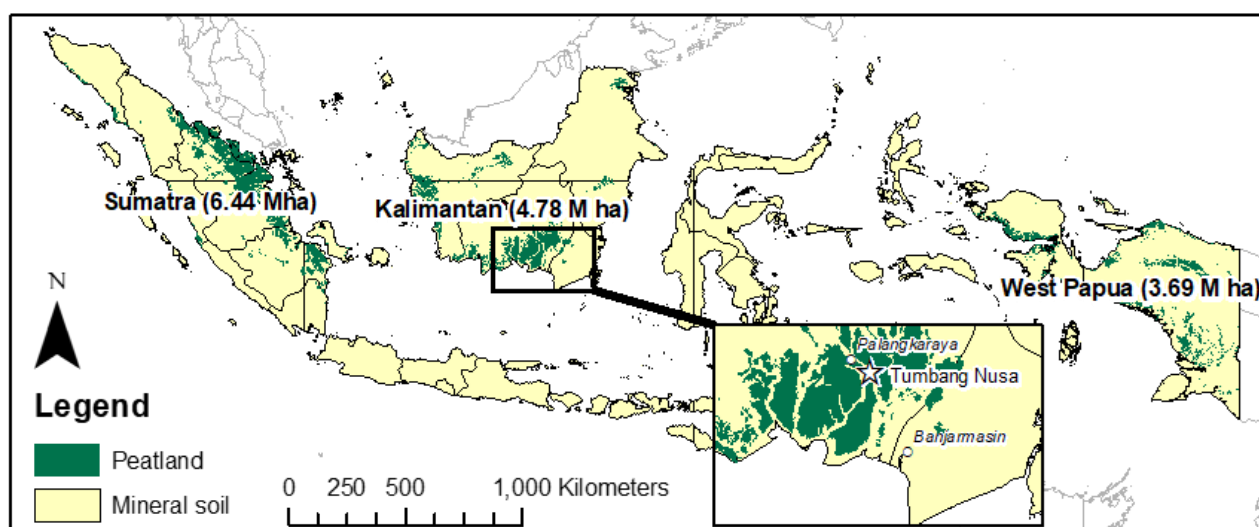 Sumatra (6.44 Mha)
Kalimantan (4.78 M ha)
West Papua (3.69 M ha)
N
Palangkaraya
Tumbang Nusa
Banjarmasin
Legend
Peatland
Mineral soil
0 250 500 1,000 Kilometers